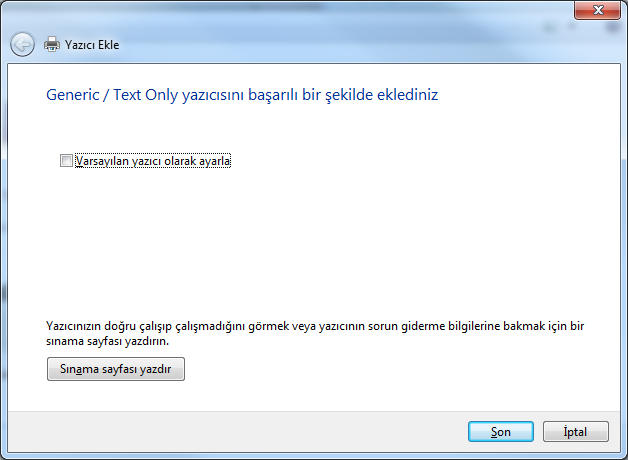 Yazıcı Ekle
Generic / Text Only yazıcısını başarılı bir şekilde eklediniz
Varsayılan yazıcı olarak ayarla
Yazıcınızın doğru çalışıp çalışmadığını görmek veya yazıcının sorun giderme bilgilerine bakmak için bir
sınama sayfası yazdırın.
Sınama sayfası yazdır
Son
İptal